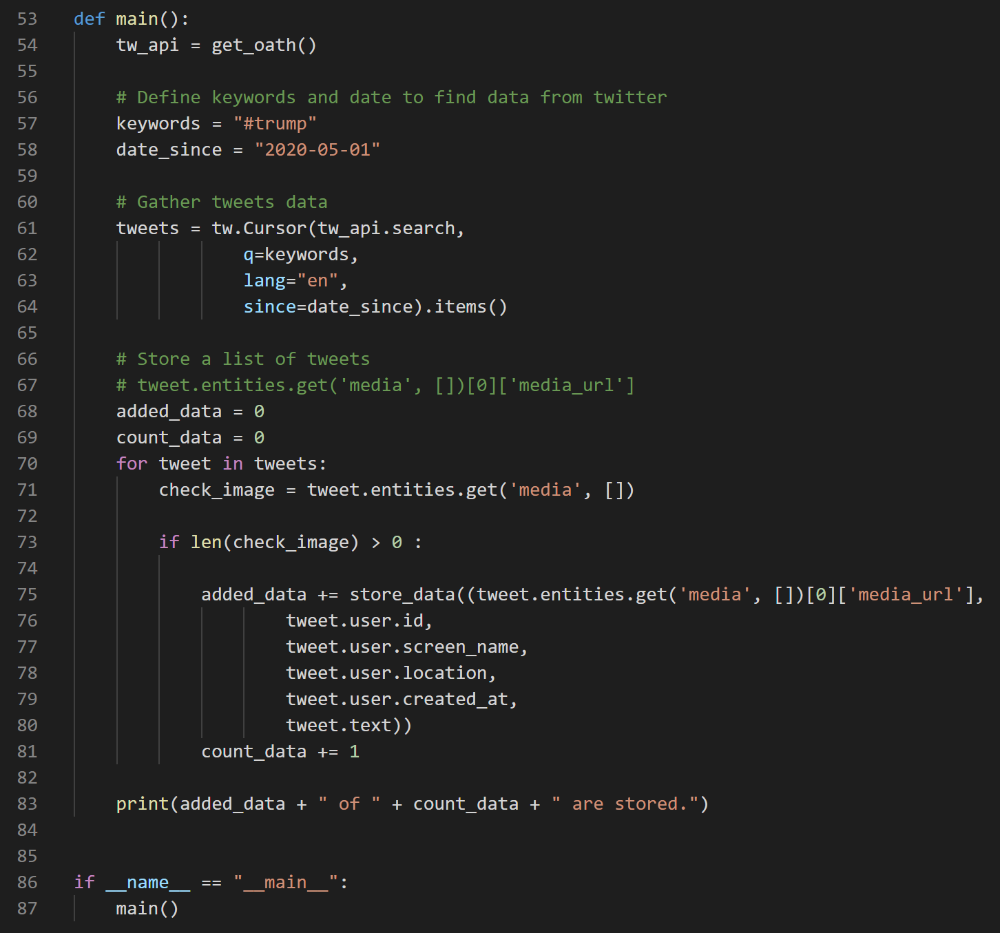 53 def main():
54     tw_api = get_oath()
55
56     # Define keywords and date to find data from twitter
57     keywords = "#trump"
58     date_since = "2020-05-01"
59
60     # Gather tweets data
61     tweets = tw.Cursor(tw_api.search,
62                 q=keywords,
63                 lang="en",
64                 since=date_since).items()
65
66     # Store a list of tweets
67     # tweet.entities.get('media', [])[0]['media_url']
68     added_data = 0
69     count_data = 0
70     for tweet in tweets:
71         check_image = tweet.entities.get('media', [])
72
73         if len(check_image) > 0 :
74
75             added_data += store_data((tweet.entities.get('media', [])[0]['media_url'],
76                     tweet.user.id,
77                     tweet.user.screen_name,
78                     tweet.user.location,
79                     tweet.user.created_at,
80                     tweet.text))
81             count_data += 1
82
83     print(added_data + " of " + count_data + " are stored.")
84
85
86 if __name__ == "__main__":
87     main()